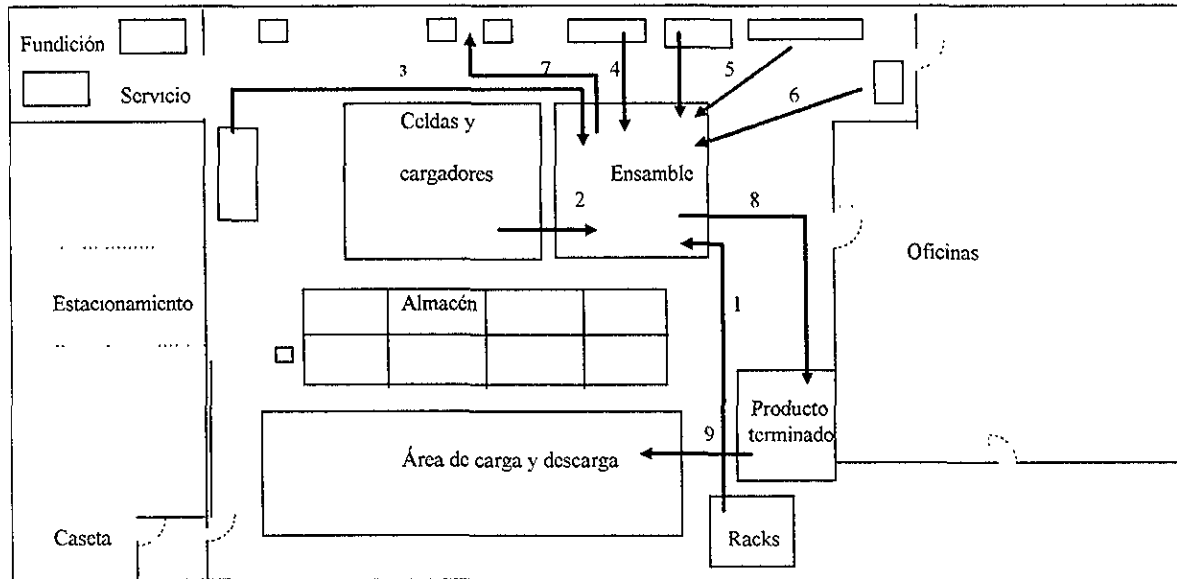 Fundición
Servicio
3
7
4
5
6
Celdas y
cargadores
Ensamble
2
8
Oficinas
Estacionamiento
Almacén
1
Producto
terminado
9
Área de carga y descarga
Caseta
Racks